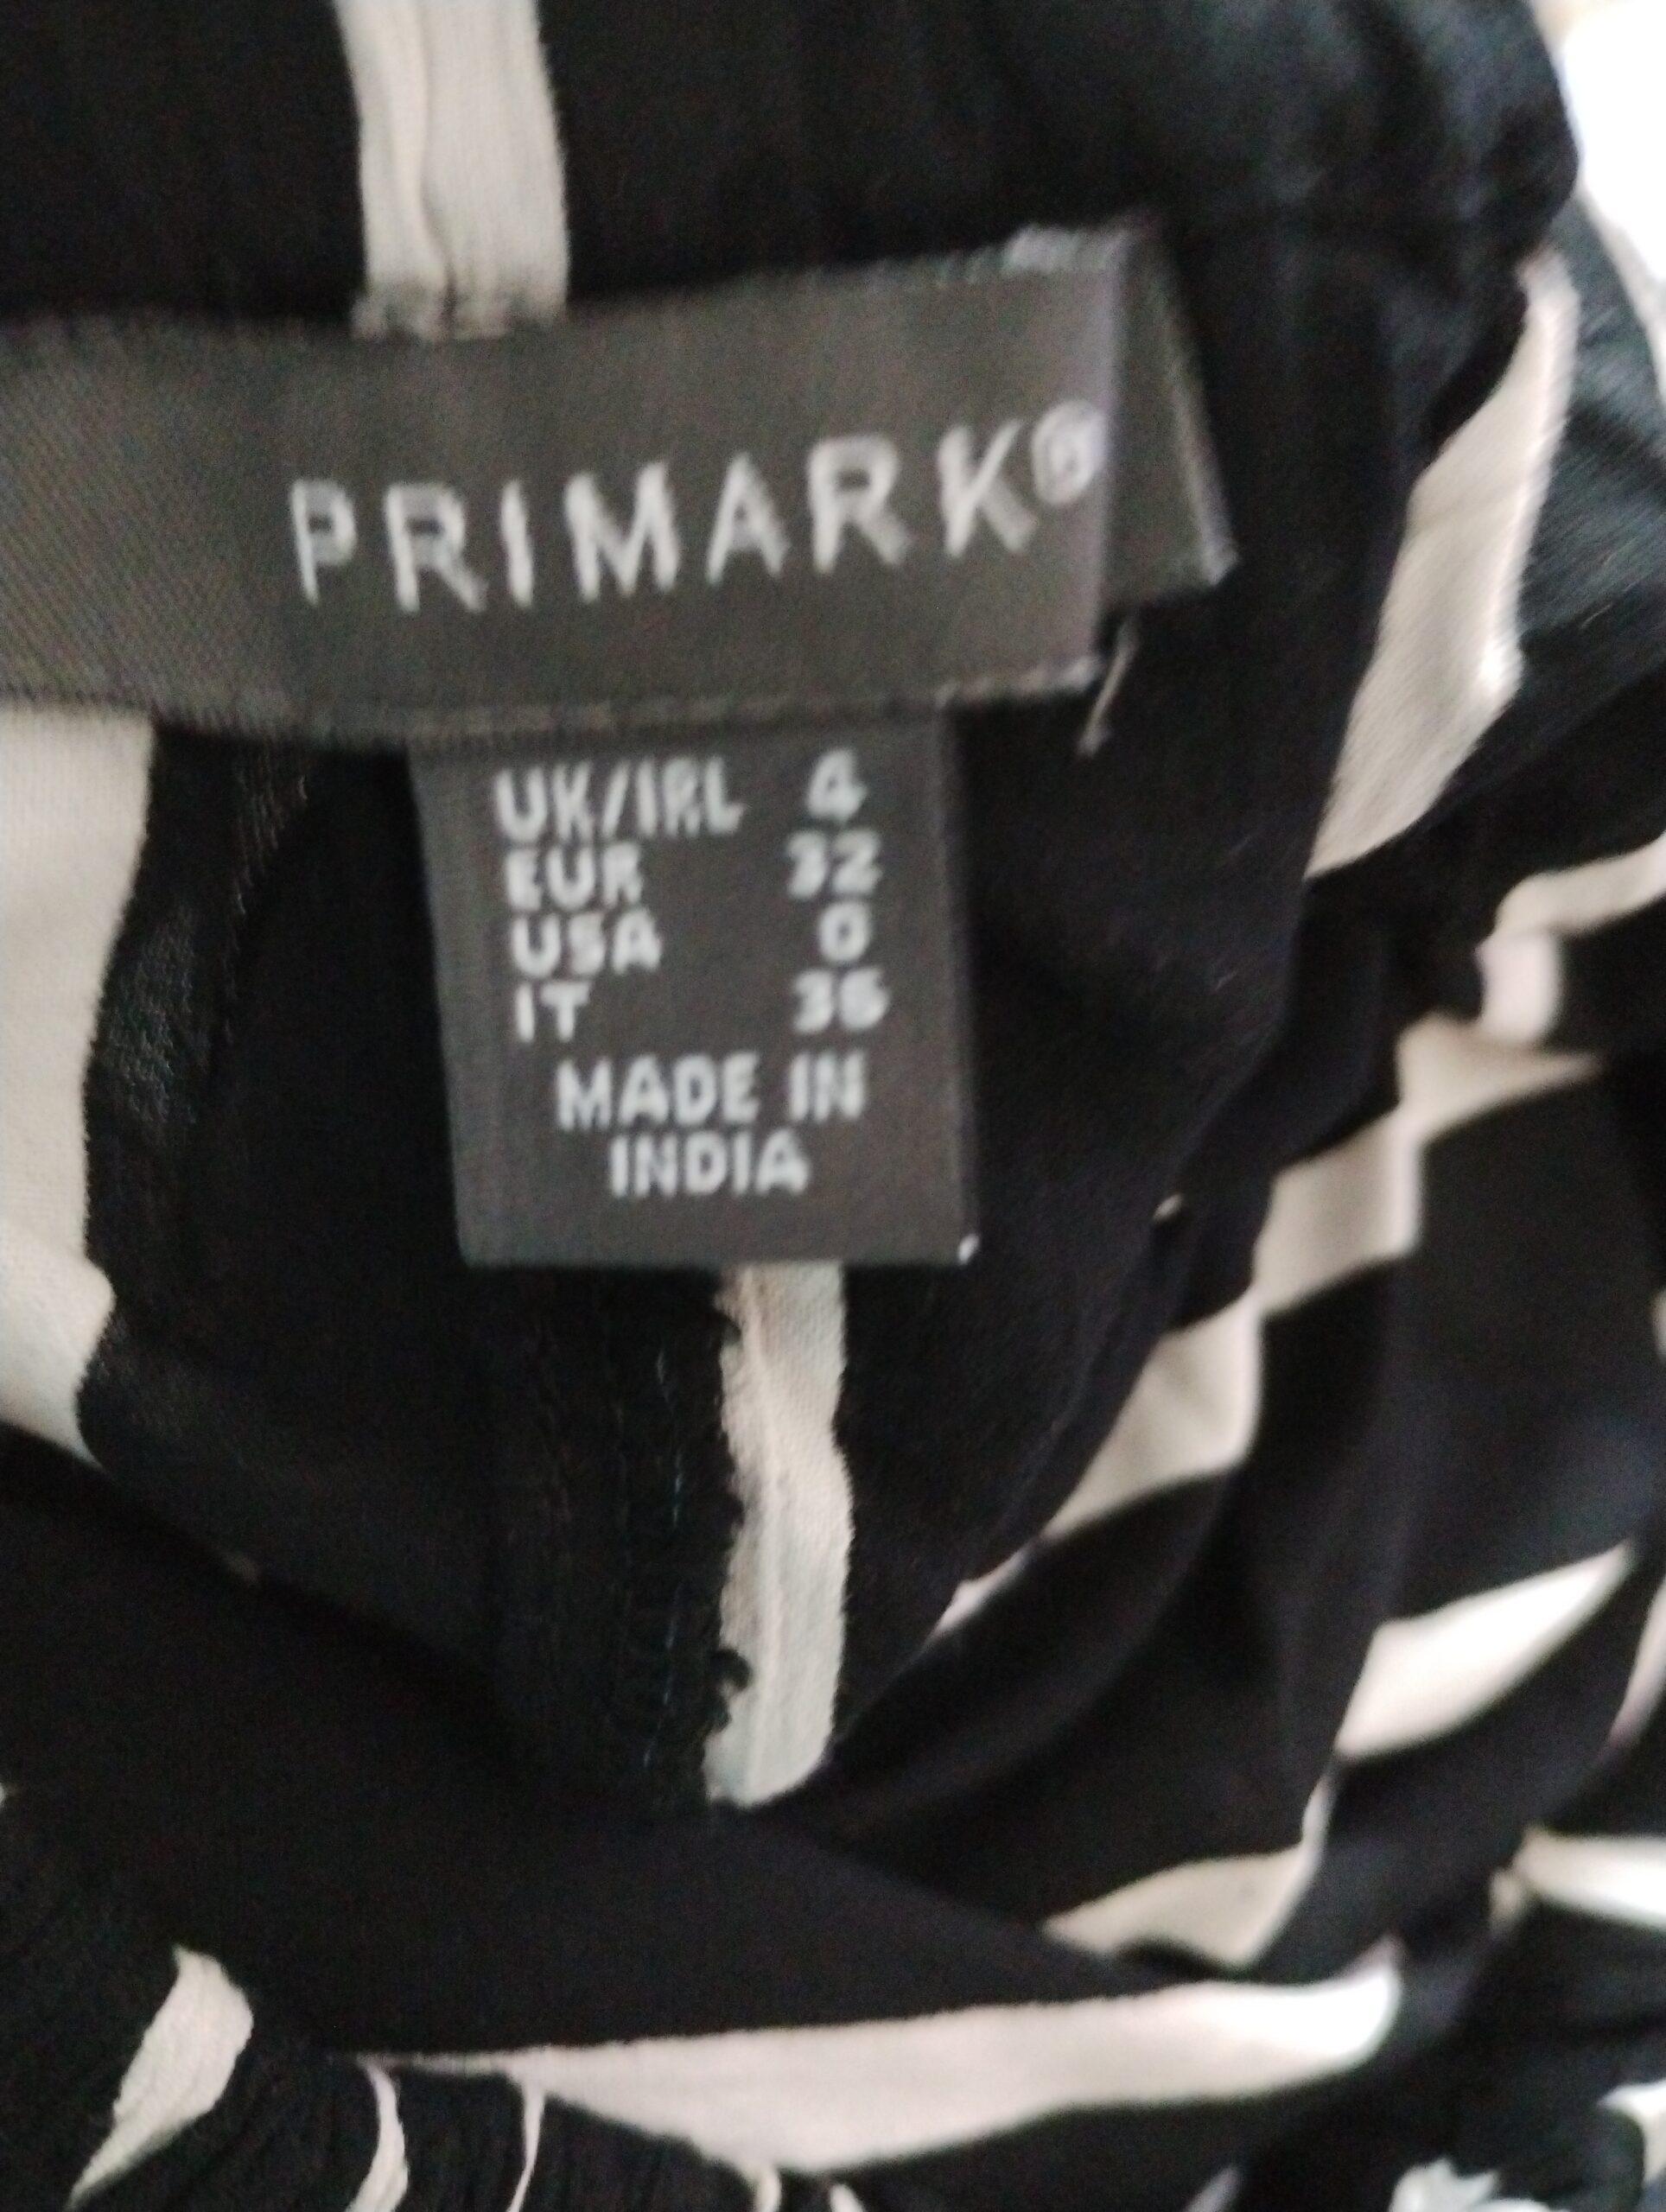 PRIMARK®
UK/IRL 4
EUR 32
USA 0
IT 36
MADE IN
INDIA